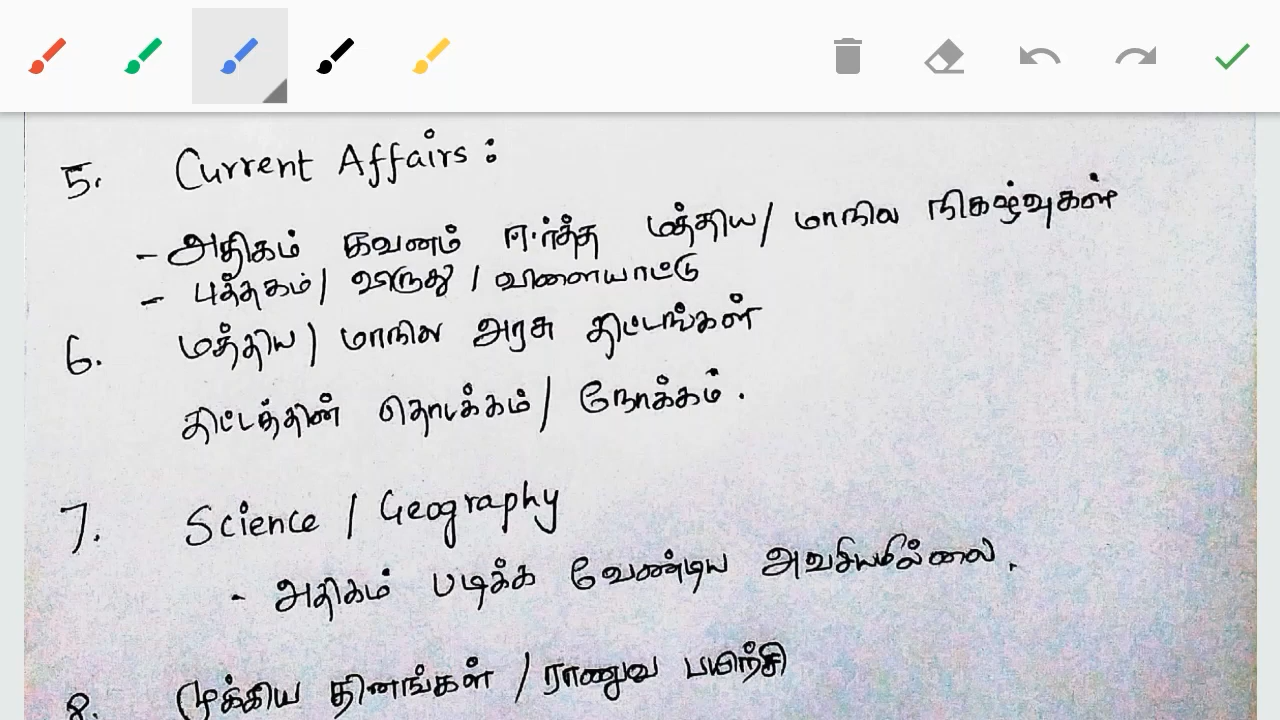 5. Current Affairs :
- அதிகம் கவனம் ஈர்த்த மத்திய / மாநில நிகழ்வுகள்
- புத்தகம் / விருது / விளையாட்டு
6. மத்திய / மாநில அரசு திட்டங்கள்
திட்டத்தின் தொடக்கம் / நோக்கம் .
7. Science / Geography
- அதிகம் படிக்க வேண்டிய அவசியமில்லை .
8. முக்கிய தினங்கள் / ராணுவ பயிற்சி